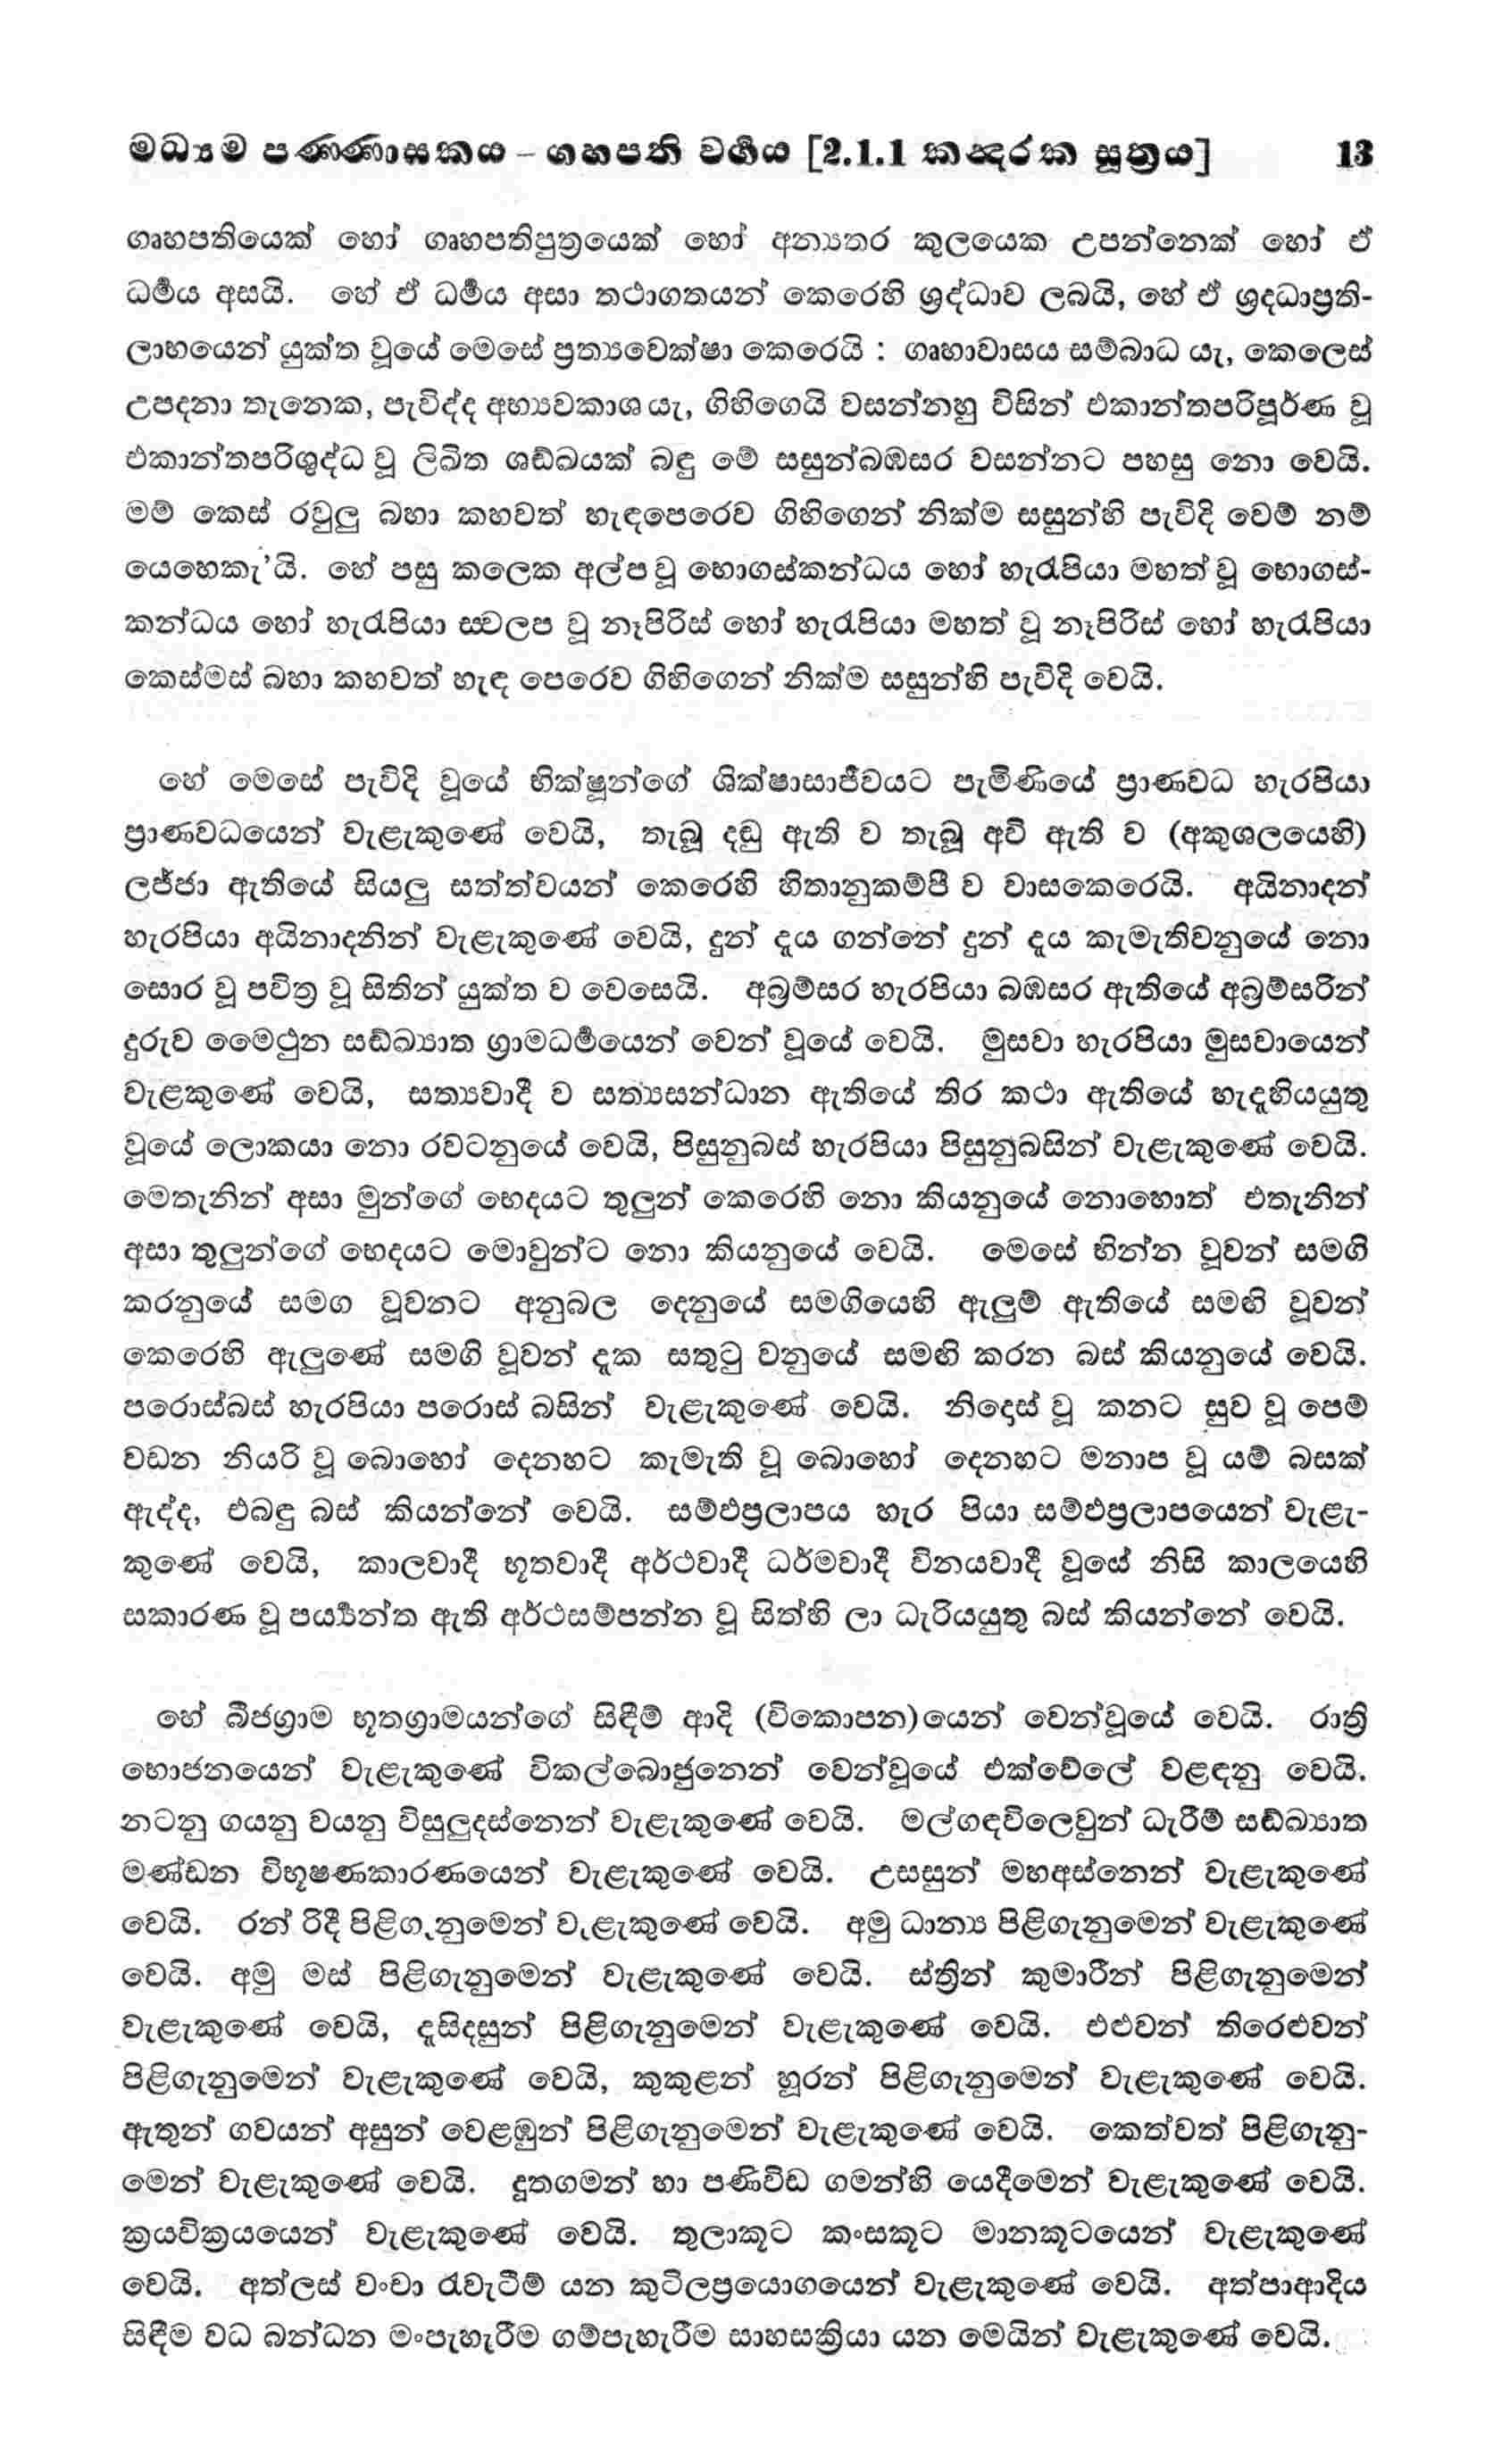 මධ්‍යම පණ්ණාසකය – ගහපති වර්‍ගය [2.1.1 කඤරක සූත්‍රය] 13
ගෘහපතියෙක් හෝ ගෘහපතිපුත්‍රයෙක් හෝ අන්‍යතර කුලයෙක උපන්නෙක් හෝ ඒ
ධර්‍මය අසයි. හේ ඒ ධර්‍මය අසා තථාගතයන් කෙරෙහි ශ්‍රද්ධාව ලබයි, හේ ඒ ශ්‍රදධාප්‍රති-
ලාභයෙන් යුක්ත වූයේ මෙසේ ප්‍රත්‍යවෙක්ෂා කෙරෙයි : ගෘහාවාසය සම්බාධ යැ, කෙලෙස්
උපදනා තැනෙක, පැවිද්ද අභ්‍යවකාශ යැ, ගිහිගෙයි වසන්නහු විසින් එකාන්තපරිපූර්ණ වූ
එකාන්තපරිශුද්ධ වූ ලිඛිත ශඞ්ඛයක් බඳු මේ සසුන්බඹසර වසන්නට පහසු නො වෙයි.
මම් කෙස් රවුලු බහා කහවත් හැඳපෙරෙව ගිහිගෙන් නික්ම සසුන්හි පැවිදි වෙම් නම්
යෙහෙකැ’යි. හේ පසු කලෙක අල්ප වූ භොගස්කන්ධය හෝ හැරපියා මහත් වූ භොගස්-
කන්ධය හෝ හැරපියා ස්වලප වූ නෑපිරිස් හෝ හැරපියා මහත් වූ නෑපිරිස් හෝ හැරපියා
කෙස්මස් බහා කහවත් හැඳ පෙරෙව ගිහිගෙන් නික්ම සසුන්හි පැවිදි වෙයි.
හේ මෙසේ පැවිදි වූයේ භික්ෂූන්ගේ ශික්ෂාසාජීවයට පැමිණියේ ප්‍රාණවධ හැරපියා
ප්‍රාණවධයෙන් වැළැකුණේ වෙයි, තැබූ දඬු ඇති ව තැබූ අවි ඇති ව (අකුශලයෙහි)
ලජ්ජා ඇතියේ සියලු සත්ත්වයන් කෙරෙහි හිතානුකම්පී ව වාසකෙරෙයි. අයිනාදන්
හැරපියා අයිනාදනින් වැළැකුණේ වෙයි, දුන් දෑය ගන්නේ දුන් දෑය කැමැතිවනුයේ නො
සොර වූ පවිත්‍ර වූ සිතින් යුක්ත ව වෙසෙයි. අබ්‍රම්සර හැරපියා බඹසර ඇතියේ අබ්‍රම්සරින්
දුරුව මෛථුන සඞ්ඛ්‍යාත ග්‍රාමධර්‍මයෙන් වෙන් වූයේ වෙයි. මුසවා හැරපියා මුසවායෙන්
වැළකුණේ වෙයි, සත්‍යවාදී ව සත්‍යසන්ධාන ඇතියේ තිර කථා ඇතියේ හැදෑහියයුතු
වූයේ ලොකයා නො රවටනුයේ වෙයි, පිසුනුබස් හැරපියා පිසුනුබසින් වැළැකුණේ වෙයි.
මෙතැනින් අසා මුන්ගේ භෙදයට තුලුන් කෙරෙහි නො කියනුයේ නොහොත් එතැනින්
අසා තුලුන්ගේ භෙදයට මොවුන්ට නො කියනුයේ වෙයි. මෙසේ භින්න වූවන් සමගි
කරනුයේ සමග වූවනට අනුබල දෙනුයේ සමගියෙහි ඇලුම් ඇතියේ සමඟි වූවන්
කෙරෙහි ඇලුණේ සමගි වූවන් දැක සතුටු වනුයේ සමඟි කරන බස් කියනුයේ වෙයි.
පරොස්බස් හැරපියා පරොස් බසින් වැළැකුණේ වෙයි. නිදොස් වූ කනට සුව වූ පෙම්
වඩන නියරි වූ බොහෝ දෙනහට කැමැති වූ බොහෝ දෙනහට මනාප වූ යම් බසක්
ඇද්ද, එබඳු බස් කියන්නේ වෙයි. සම්ඵප්‍රලාපය හැර පියා සම්ඵප්‍රලාපයෙන් වැළැ-
කුණේ වෙයි, කාලවාදී භූතවාදී අර්ථවාදී ධර්මවාදී විනයවාදී වූයේ නිසි කාලයෙහි
සකාරණ වූ පර්‍ය්‍යන්ත ඇති අර්ථසම්පන්න වූ සිත්හි ලා ධැරියයුතු බස් කියන්නේ වෙයි.
හේ බීජග්‍රාම භූතග්‍රාමයන්ගේ සිඳීම් ආදි (විකොපන)යෙන් වෙන්වූයේ වෙයි. රාත්‍රි
භොජනයෙන් වැළැකුණේ විකල්බොජුනෙන් වෙන්වූයේ එක්වේලේ වළඳනු වෙයි.
නටනු ගයනු වයනු විසුලුදස්නෙන් වැළැකුණේ වෙයි. මල්ගඳවිලෙවුන් ධැරීම් සඞ්ඛ්‍යාත
මණ්ඩන විභූෂණකාරණයෙන් වැළැකුණේ වෙයි. උසසුන් මහඅස්නෙන් වැළැකුණේ
වෙයි. රන් රිදී පිළිගැනුමෙන් වැළැකුණේ වෙයි. අමු ධාන්‍ය පිළිගැනුමෙන් වැළැකුණේ
වෙයි. අමු මස් පිළිගැනුමෙන් වැළැකුණේ වෙයි. ස්ත්‍රින් කුමාරීන් පිළිගැනුමෙන්
වැළැකුණේ වෙයි, දැසිදසුන් පිළිගැනුමෙන් වැළැකුණේ වෙයි. එළුවන් තිරෙළුවන්
පිළිගැනුමෙන් වැළැකුණේ වෙයි, කුකුළන් හූරන් පිළිගැනුමෙන් වැළැකුණේ වෙයි.
ඇතුන් ගවයන් අසුන් වෙළඹුන් පිළිගැනුමෙන් වැළැකුණේ වෙයි. කෙත්වත් පිළිගැනු-
මෙන් වැළැකුණේ වෙයි. දූතගමන් හා පණිවිඩ ගමන්හි යෙදීමෙන් වැළැකුණේ වෙයි.
ක්‍රයවික්‍රයයෙන් වැළැකුණේ වෙයි. තුලාකූට කංසකූට මානකූටයෙන් වැළැකුණේ
වෙයි. අත්ලස් වංචා රැවැටීම් යන කුටිලප්‍රයොගයෙන් වැළැකුණේ වෙයි. අත්පාආදිය
සිඳීම වධ බන්ධන මංපැහැරීම ගම්පැහැරීම සාහසක්‍රියා යන මෙයින් වැළැකුණේ වෙයි.